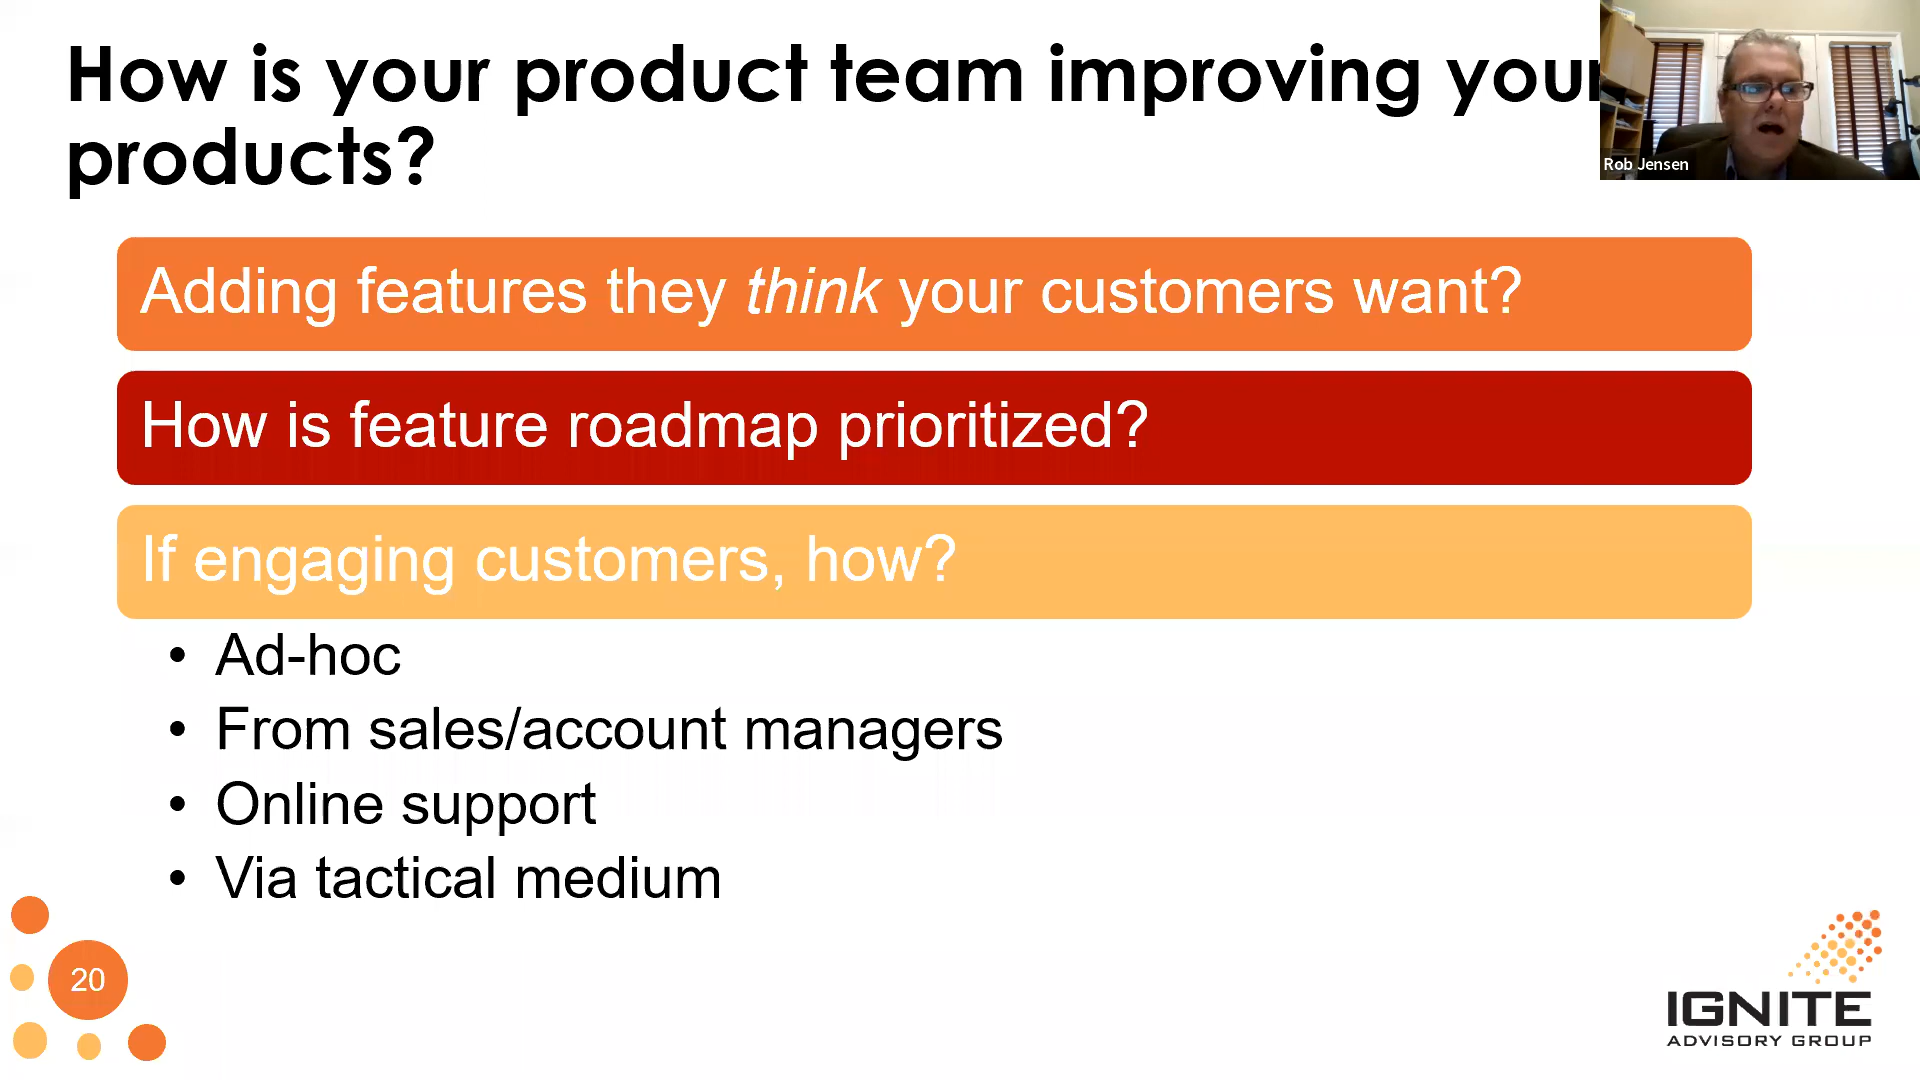 How is your product team improving your
products?
Rob Jensen
Adding features they think your customers want?
How is feature roadmap prioritized?
If engaging customers, how?
• Ad-hoc
• From sales/account managers
• Online support
• Via tactical medium
20
IGNITE
ADVISORY GROUP